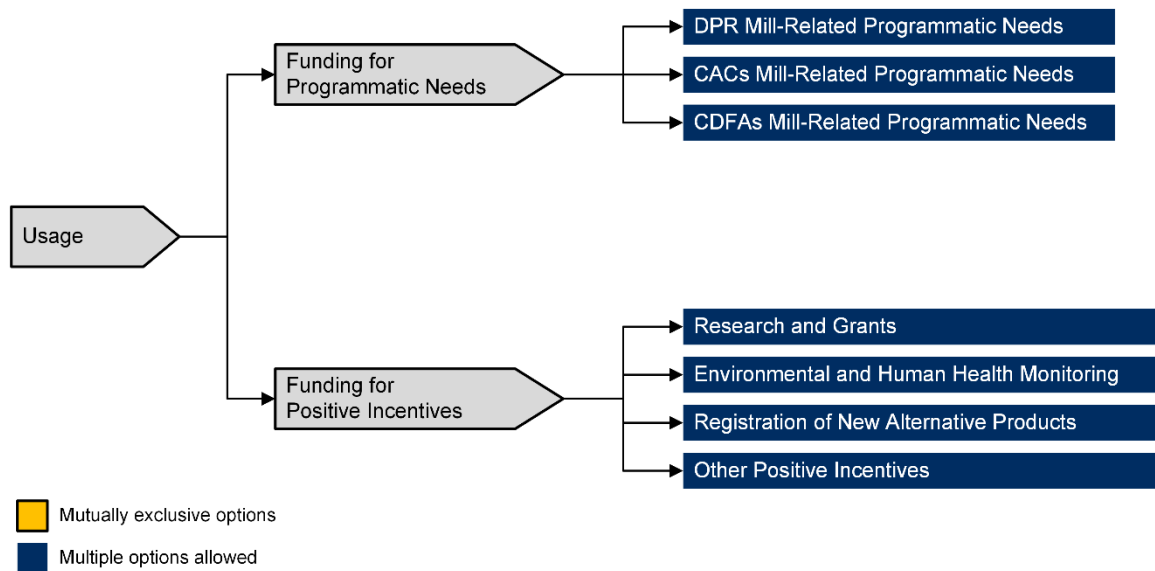 Usage
Funding for
Programmatic Needs
DPR Mill-Related Programmatic Needs
CACs Mill-Related Programmatic Needs
CDFAs Mill-Related Programmatic Needs
Funding for
Positive Incentives
Research and Grants
Environmental and Human Health Monitoring
Registration of New Alternative Products
Other Positive Incentives
Mutually exclusive options
Multiple options allowed